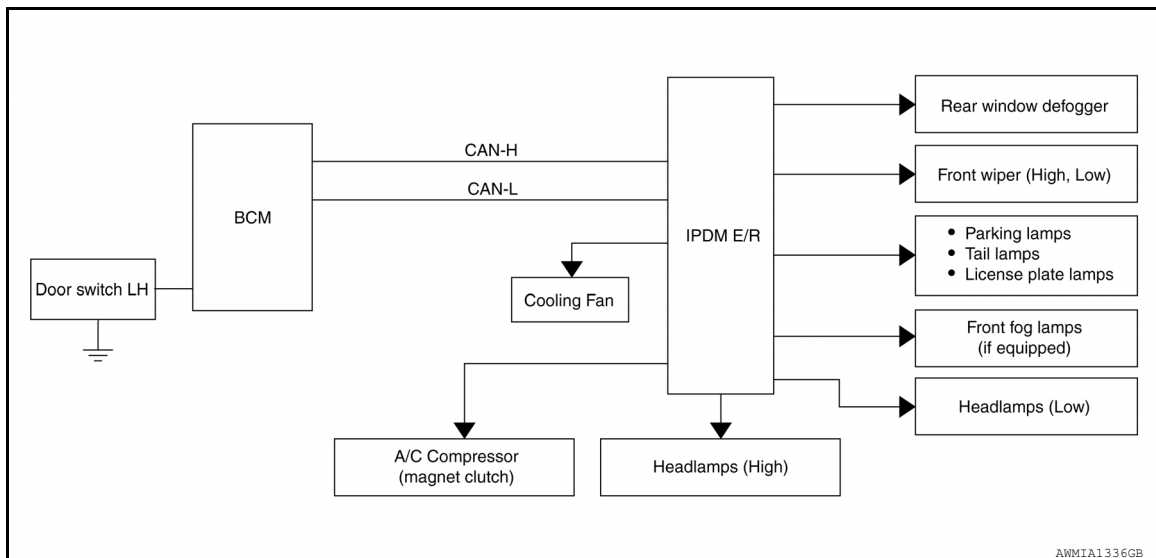 CAN-H
CAN-L
BCM
Door switch LH
IPDM E/R
Cooling Fan
A/C Compressor
(magnet clutch)
Headlamps (High)
Rear window defogger
Front wiper (High, Low)
• Parking lamps
• Tail lamps
• License plate lamps
Front fog lamps
(if equipped)
Headlamps (Low)
AWMIA1336GB